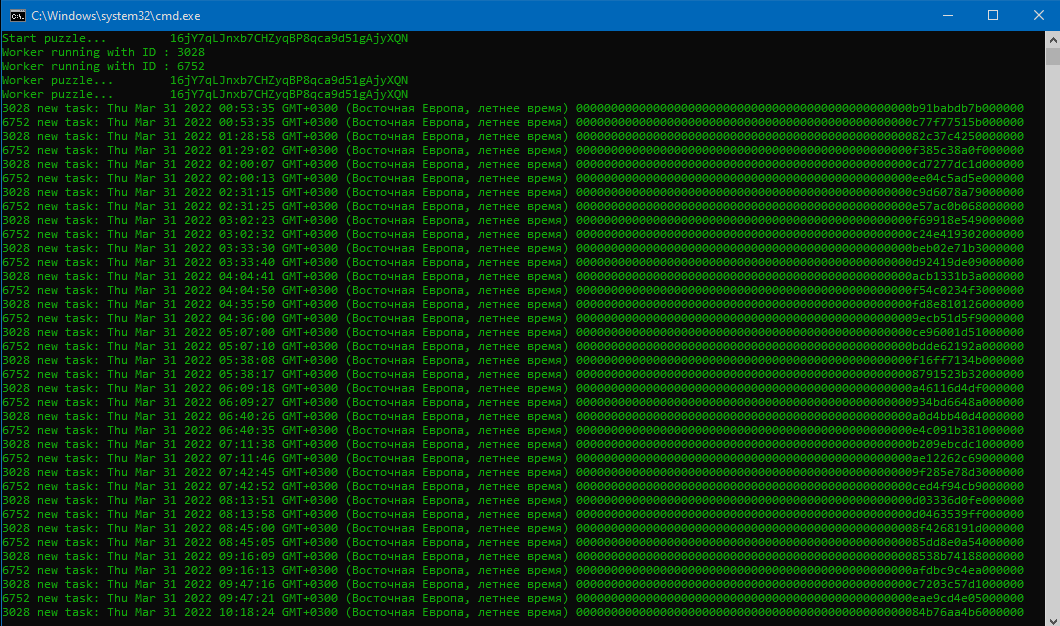 C:\Windows\system32\cmd.exe
Start puzzle...         16jY7qLJnxb7CHZyqBP8qca9d51gAjyXQN
Worker running with ID : 3028
Worker running with ID : 6752
Worker puzzle...        16jY7qLJnxb7CHZyqBP8qca9d51gAjyXQN
Worker puzzle...        16jY7qLJnxb7CHZyqBP8qca9d51gAjyXQN
3028 new task: Thu Mar 31 2022 00:53:35 GMT+0300 (Восточная Европа, летнее время) 000000000000000000000000000000000000000000000000b91babdb7b000000
6752 new task: Thu Mar 31 2022 00:53:35 GMT+0300 (Восточная Европа, летнее время) 000000000000000000000000000000000000000000000000c77f77515b000000
3028 new task: Thu Mar 31 2022 01:28:58 GMT+0300 (Восточная Европа, летнее время) 00000000000000000000000000000000000000000000000082c37c4250000000
6752 new task: Thu Mar 31 2022 01:29:02 GMT+0300 (Восточная Европа, летнее время) 000000000000000000000000000000000000000000000000f385c38a0f000000
3028 new task: Thu Mar 31 2022 02:00:07 GMT+0300 (Восточная Европа, летнее время) 000000000000000000000000000000000000000000000000cd7277dc1d000000
6752 new task: Thu Mar 31 2022 02:00:13 GMT+0300 (Восточная Европа, летнее время) 000000000000000000000000000000000000000000000000ee04c5ad5e000000
3028 new task: Thu Mar 31 2022 02:31:15 GMT+0300 (Восточная Европа, летнее время) 000000000000000000000000000000000000000000000000c9d6078a79000000
6752 new task: Thu Mar 31 2022 02:31:25 GMT+0300 (Восточная Европа, летнее время) 000000000000000000000000000000000000000000000000e57ac0b068000000
3028 new task: Thu Mar 31 2022 03:02:23 GMT+0300 (Восточная Европа, летнее время) 000000000000000000000000000000000000000000000000f69918e549000000
6752 new task: Thu Mar 31 2022 03:02:32 GMT+0300 (Восточная Европа, летнее время) 000000000000000000000000000000000000000000000000c24e419302000000
3028 new task: Thu Mar 31 2022 03:33:30 GMT+0300 (Восточная Европа, летнее время) 000000000000000000000000000000000000000000000000beb02e71b3000000
6752 new task: Thu Mar 31 2022 03:33:40 GMT+0300 (Восточная Европа, летнее время) 000000000000000000000000000000000000000000000000d92419de09000000
3028 new task: Thu Mar 31 2022 04:04:41 GMT+0300 (Восточная Европа, летнее время) 000000000000000000000000000000000000000000000000acb1331b3a000000
6752 new task: Thu Mar 31 2022 04:04:50 GMT+0300 (Восточная Европа, летнее время) 000000000000000000000000000000000000000000000000f54c0234f3000000
3028 new task: Thu Mar 31 2022 04:35:50 GMT+0300 (Восточная Европа, летнее время) 000000000000000000000000000000000000000000000000fd8e810126000000
6752 new task: Thu Mar 31 2022 04:36:00 GMT+0300 (Восточная Европа, летнее время) 0000000000000000000000000000000000000000000000009ecb51d5f9000000
3028 new task: Thu Mar 31 2022 05:07:00 GMT+0300 (Восточная Европа, летнее время) 000000000000000000000000000000000000000000000000ce96001d51000000
6752 new task: Thu Mar 31 2022 05:07:10 GMT+0300 (Восточная Европа, летнее время) 000000000000000000000000000000000000000000000000bdde62192a000000
3028 new task: Thu Mar 31 2022 05:38:08 GMT+0300 (Восточная Европа, летнее время) 000000000000000000000000000000000000000000000000f16ff7134b000000
6752 new task: Thu Mar 31 2022 05:38:17 GMT+0300 (Восточная Европа, летнее время) 0000000000000000000000000000000000000000000000008791523b32000000
3028 new task: Thu Mar 31 2022 06:09:18 GMT+0300 (Восточная Европа, летнее время) 000000000000000000000000000000000000000000000000a46116d4df000000
6752 new task: Thu Mar 31 2022 06:09:27 GMT+0300 (Восточная Европа, летнее время) 000000000000000000000000000000000000000000000000934bd6648a000000
3028 new task: Thu Mar 31 2022 06:40:26 GMT+0300 (Восточная Европа, летнее время) 000000000000000000000000000000000000000000000000a0d4bb40d4000000
6752 new task: Thu Mar 31 2022 06:40:35 GMT+0300 (Восточная Европа, летнее время) 000000000000000000000000000000000000000000000000e4c091b381000000
3028 new task: Thu Mar 31 2022 07:11:38 GMT+0300 (Восточная Европа, летнее время) 000000000000000000000000000000000000000000000000b209ebcdc1000000
6752 new task: Thu Mar 31 2022 07:11:46 GMT+0300 (Восточная Европа, летнее время) 000000000000000000000000000000000000000000000000ae12262c69000000
3028 new task: Thu Mar 31 2022 07:42:45 GMT+0300 (Восточная Европа, летнее время) 0000000000000000000000000000000000000000000000009f285e78d3000000
6752 new task: Thu Mar 31 2022 07:42:52 GMT+0300 (Восточная Европа, летнее время) 000000000000000000000000000000000000000000000000ced4f94cb9000000
3028 new task: Thu Mar 31 2022 08:13:51 GMT+0300 (Восточная Европа, летнее время) 000000000000000000000000000000000000000000000000d03336d0fe000000
6752 new task: Thu Mar 31 2022 08:13:58 GMT+0300 (Восточная Европа, летнее время) 000000000000000000000000000000000000000000000000d0463539ff000000
3028 new task: Thu Mar 31 2022 08:45:00 GMT+0300 (Восточная Европа, летнее время) 0000000000000000000000000000000000000000000000008f4268191d000000
6752 new task: Thu Mar 31 2022 08:45:05 GMT+0300 (Восточная Европа, летнее время) 00000000000000000000000000000000000000000000000085dd8e0a54000000
3028 new task: Thu Mar 31 2022 09:16:09 GMT+0300 (Восточная Европа, летнее время) 0000000000000000000000000000000000000000000000008538b74188000000
6752 new task: Thu Mar 31 2022 09:16:13 GMT+0300 (Восточная Европа, летнее время) 000000000000000000000000000000000000000000000000afdbc9c4ea000000
3028 new task: Thu Mar 31 2022 09:47:16 GMT+0300 (Восточная Европа, летнее время) 000000000000000000000000000000000000000000000000c7203c57d1000000
6752 new task: Thu Mar 31 2022 09:47:21 GMT+0300 (Восточная Европа, летнее время) 000000000000000000000000000000000000000000000000eae9cd4e05000000
3028 new task: Thu Mar 31 2022 10:18:24 GMT+0300 (Восточная Европа, летнее время) 00000000000000000000000000000000000000000000000084b76aa4b6000000